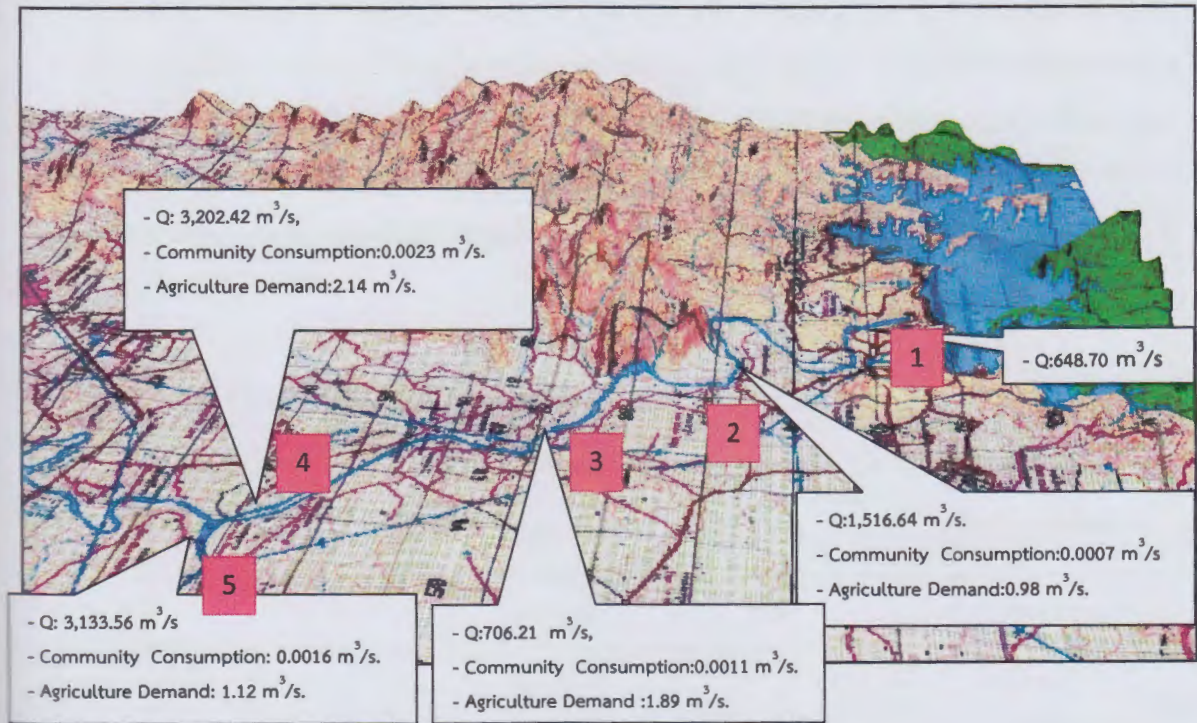 - Q: 3,202.42 m³/s,
- Community Consumption:0.0023 m³/s.
- Agriculture Demand:2.14 m³/s.
1
- Q:648.70 m³/s
4
3
2
- Q:1,516.64 m³/s.
- Community Consumption:0.0007 m³/s
- Agriculture Demand:0.98 m³/s.
5
- Q: 3,133.56 m³/s
- Community Consumption: 0.0016 m³/s.
- Agriculture Demand: 1.12 m³/s.
- Q:706.21 m³/s,
- Community Consumption:0.0011 m³/s.
- Agriculture Demand :1.89 m³/s.